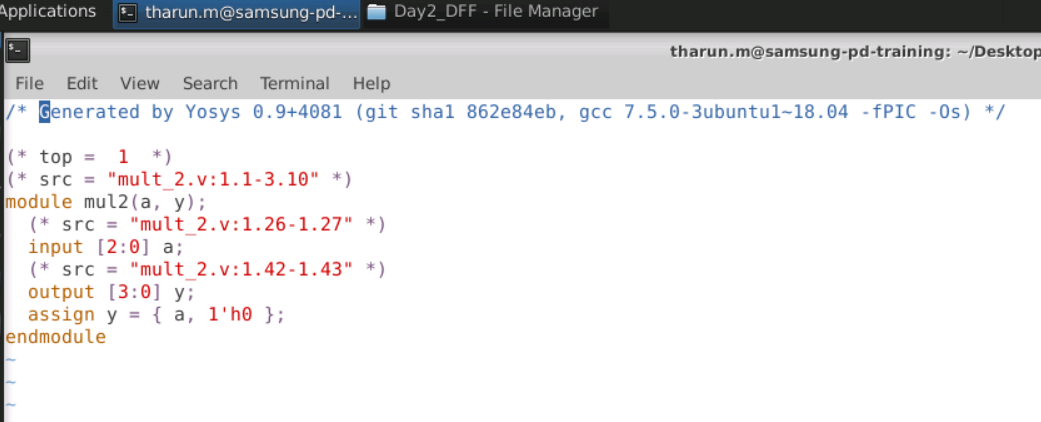 Applications tharun.m@samsung-pd-... Day2_DFF - File Manager
tharun.m@samsung-pd-training: ~/Desktop
File Edit View Search Terminal Help
/* Generated by Yosys 0.9+4081 (git sha1 862e84eb, gcc 7.5.0-3ubuntu1~18.04 -fPIC -Os) */
(* top =  1  *)
(* src = "mult_2.v:1.1-3.10" *)
module mul2(a, y);
  (* src = "mult_2.v:1.26-1.27" *)
  input [2:0] a;
  (* src = "mult_2.v:1.42-1.43" *)
  output [3:0] y;
  assign y = { a, 1'h0 };
endmodule
~
~
~